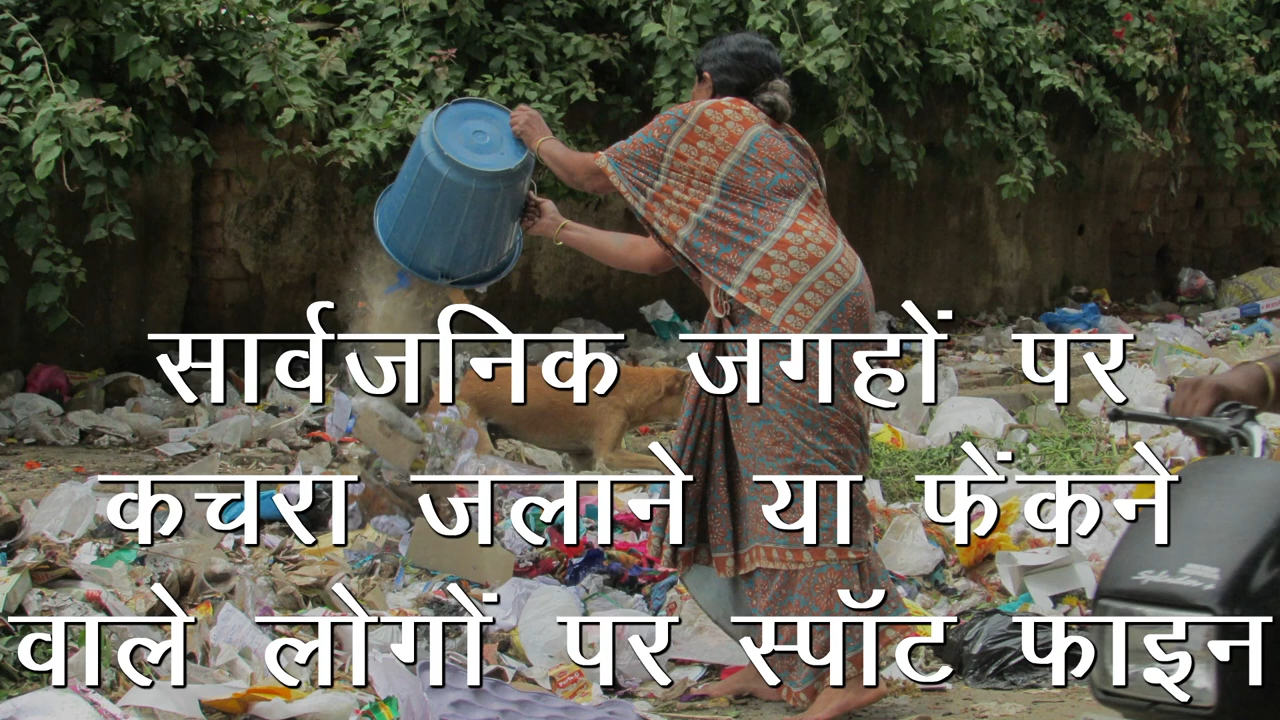 सार्वजनिक जगहों पर
कचरा जलाने या फेंकने
वाले लोगों पर स्पॉट फाइन